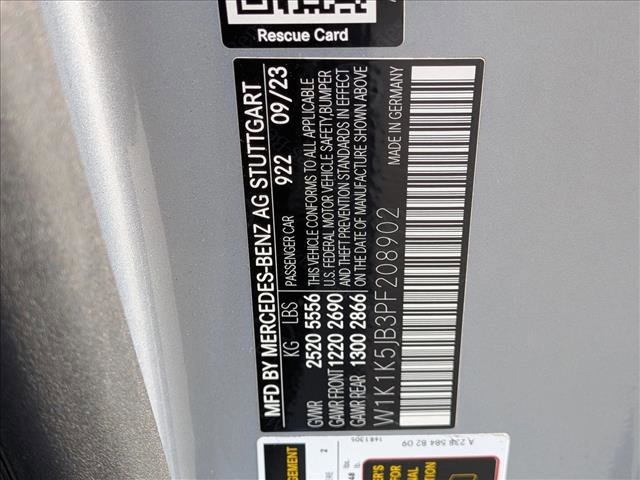 Rescue Card
MFD BY MERCEDES-BENZ AG STUTTGART
922 09/23
KG LBS PASSENGER CAR
GVWR 2520 5556
GAWR FRONT 1220 2690
GAWR REAR 1300 2866
THIS VEHICLE CONFORMS TO ALL APPLICABLE
U.S. FEDERAL MOTOR VEHICLE SAFETY, BUMPER
AND THEFT PREVENTION STANDARDS IN EFFECT
ON THE DATE OF MANUFACTURE SHOWN ABOVE
W1K1K5JB3PF208902
MADE IN GERMANY
A 236 584 82 09
1481305
2